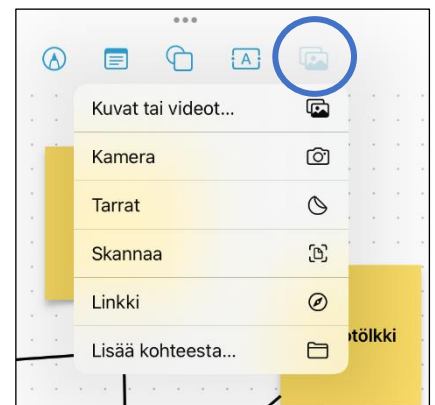 A
Kuvat tai videot...
Kamera
Tarrat
Skannaa
Linkki
Lisää kohteesta...